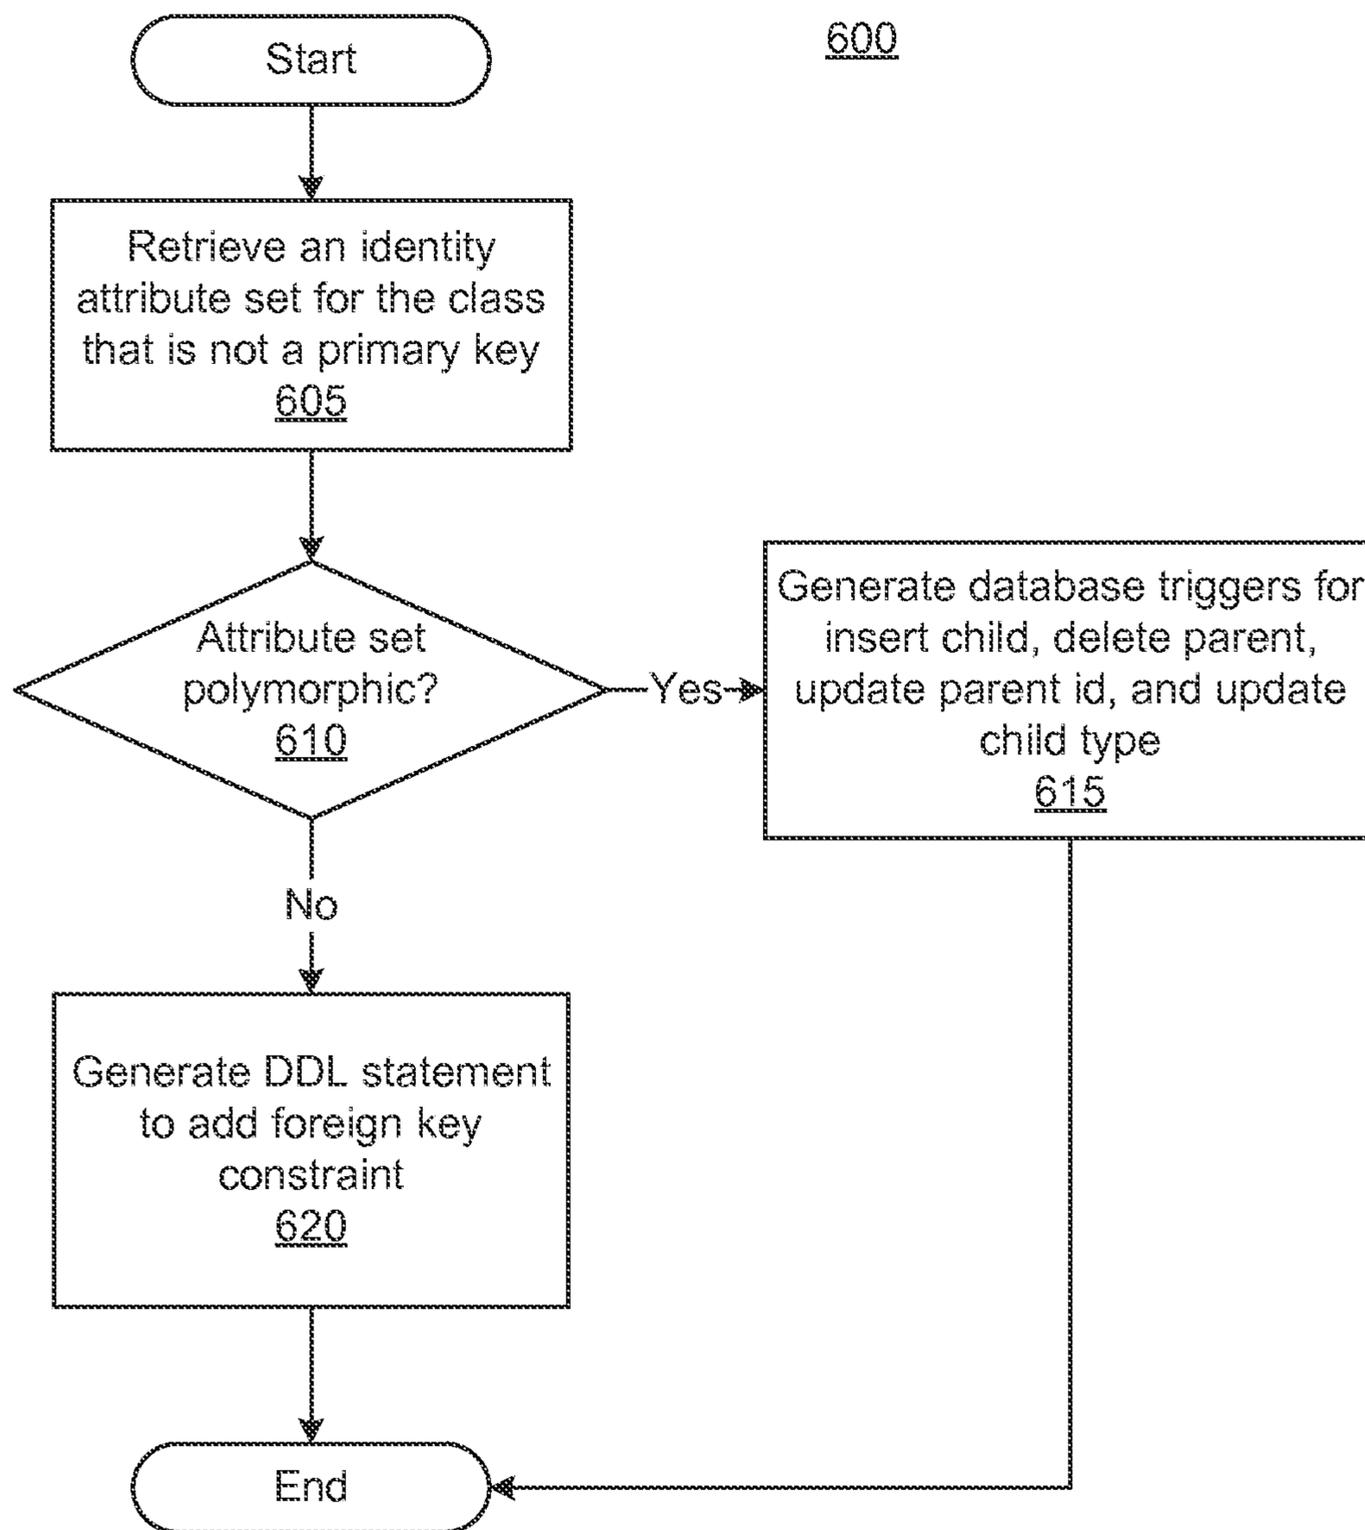 600
Start
Retrieve an identity
attribute set for the class
that is not a primary key
605
Attribute set
polymorphic?
610
Yes
Generate database triggers for
insert child, delete parent,
update parent id, and update
child type
615
No
Generate DDL statement
to add foreign key
constraint
620
End